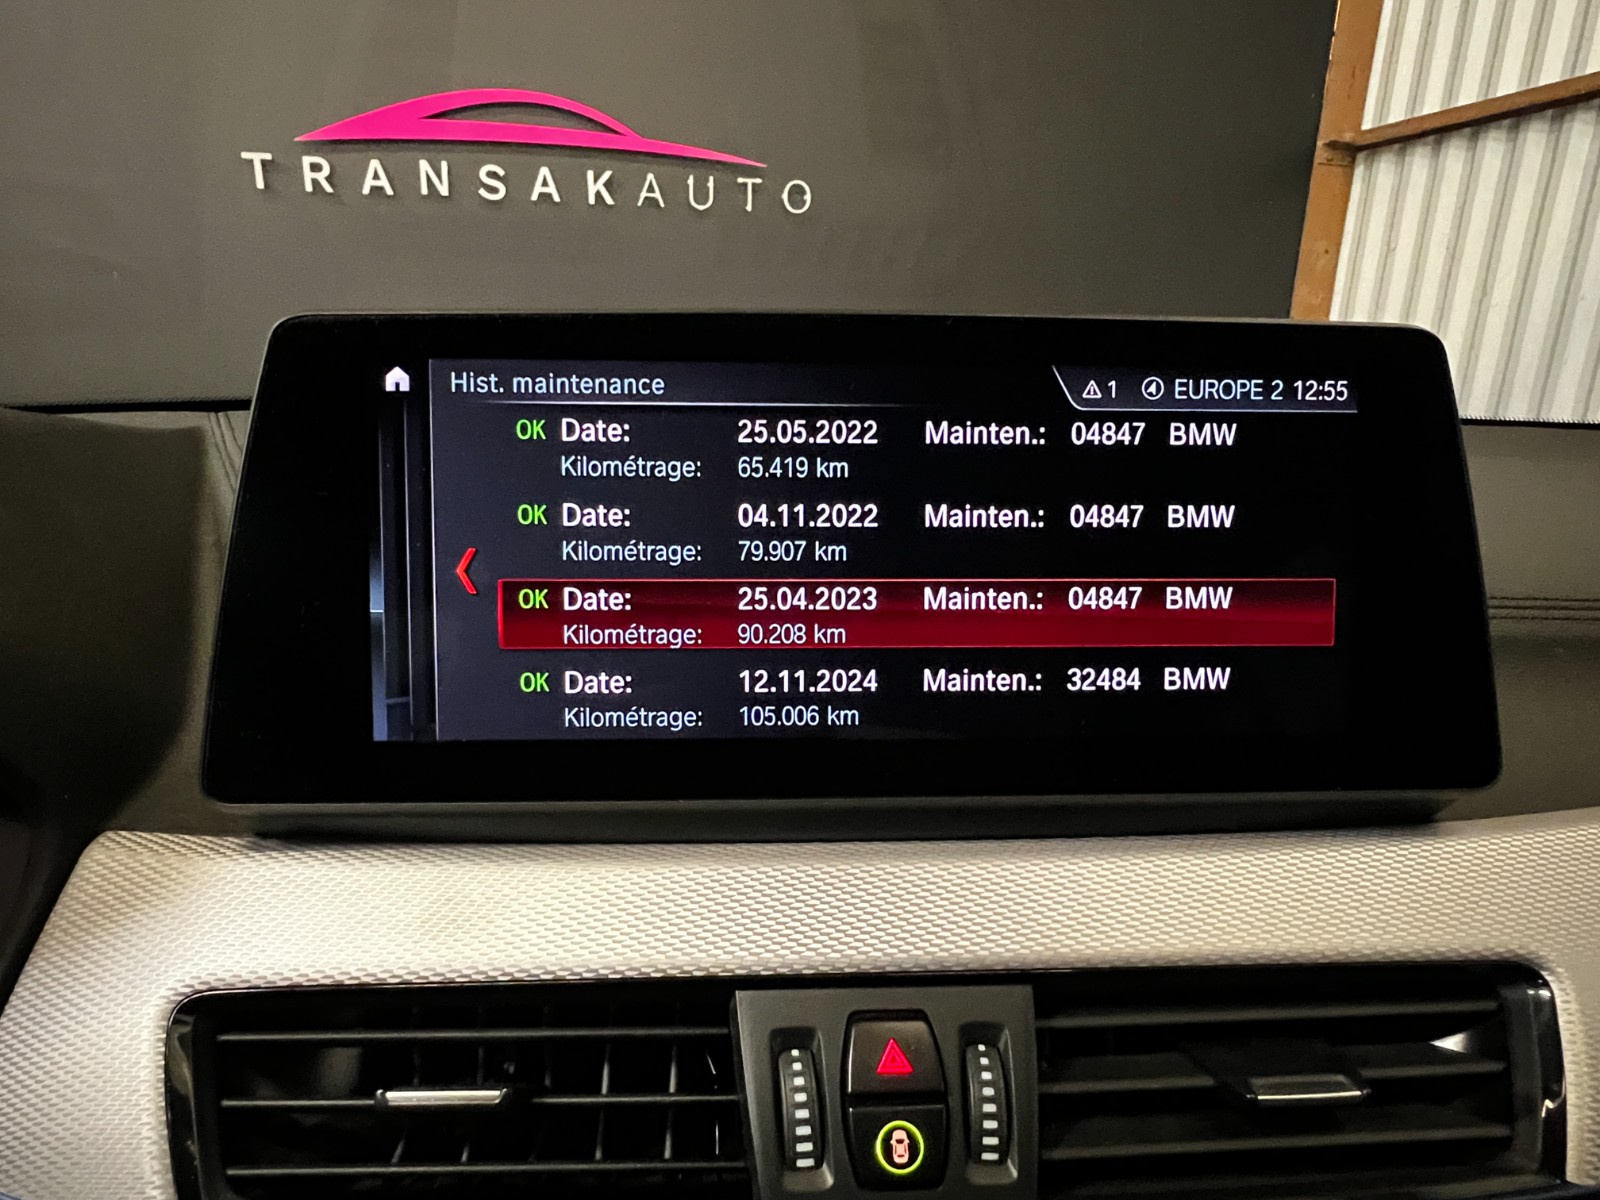 TRANSAKAUTO
Hist. maintenance
1 EUROPE 2 12:55
OK Date: 25.05.2022 Mainten.: 04847 BMW
Kilométrage: 65.419 km
OK Date: 04.11.2022 Mainten.: 04847 BMW
Kilométrage: 79.907 km
OK Date: 25.04.2023 Mainten.: 04847 BMW
Kilométrage: 90.208 km
OK Date: 12.11.2024 Mainten.: 32484 BMW
Kilométrage: 105.006 km